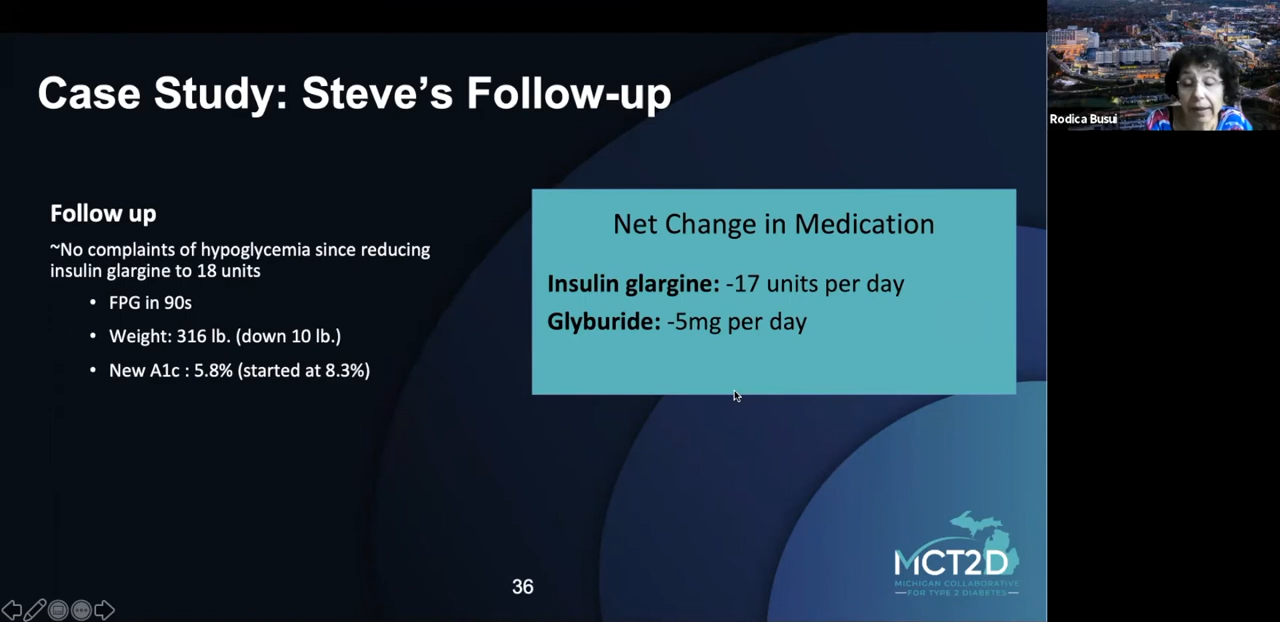 Case Study: Steve's Follow-up
Rodica Busui
Follow up
~No complaints of hypoglycemia since reducing
insulin glargine to 18 units
• FPG in 90s
• Weight: 316 lb. (down 10 lb.)
• New A1c : 5.8% (started at 8.3%)
Net Change in Medication
Insulin glargine: -17 units per day
Glyburide: -5mg per day
36
MCT2D
MICHIGAN COLLABORATIVE
FOR TYPE 2 DIABETES